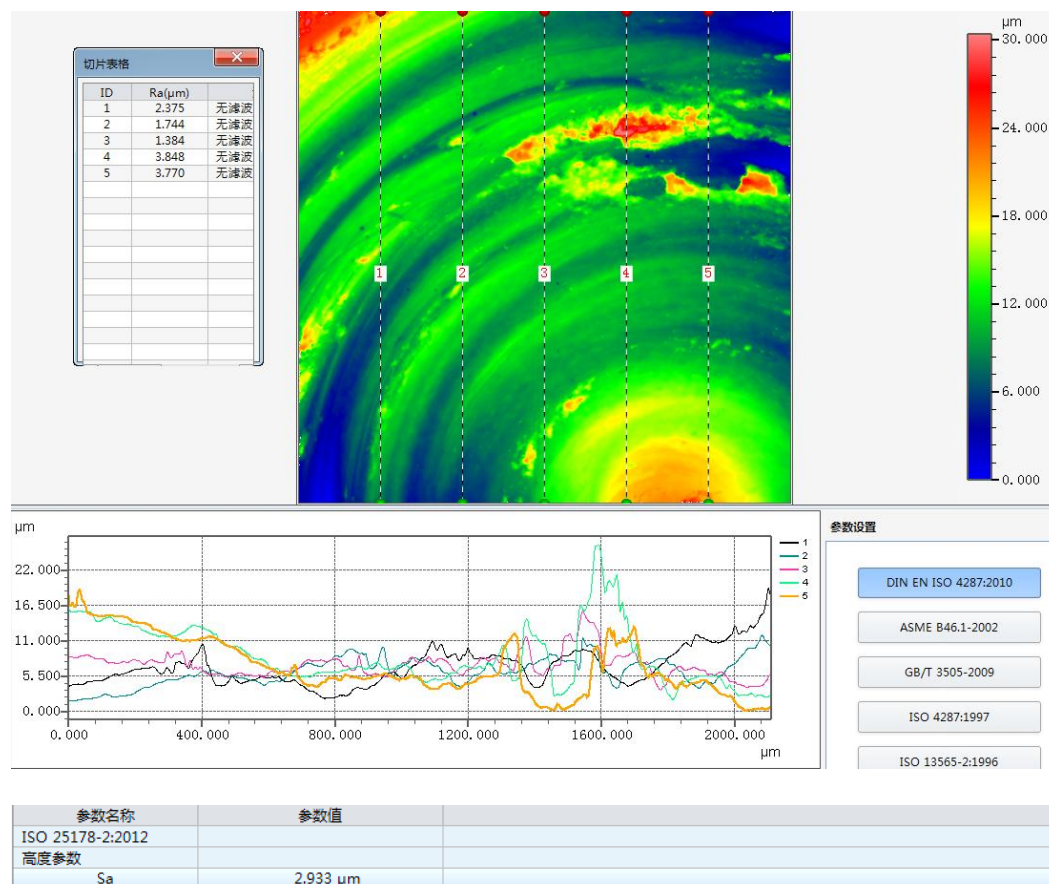 μm
30.000
24.000
18.000
12.000
6.000
0.000
切片表格
ID Ra(μm)
1 2.375 无滤波
2 1.744 无滤波
3 1.384 无滤波
4 3.848 无滤波
5 3.770 无滤波
1 2 3 4 5
μm
22.000
16.500
11.000
5.500
0.000
0.000 400.000 800.000 1200.000 1600.000 2000.000
μm
1
2
3
4
5
参数设置
DIN EN ISO 4287:2010
ASME B46.1-2002
GB/T 3505-2009
ISO 4287:1997
ISO 13565-2:1996
参数名称 参数值
ISO 25178-2:2012
高度参数
Sa 2.933 μm